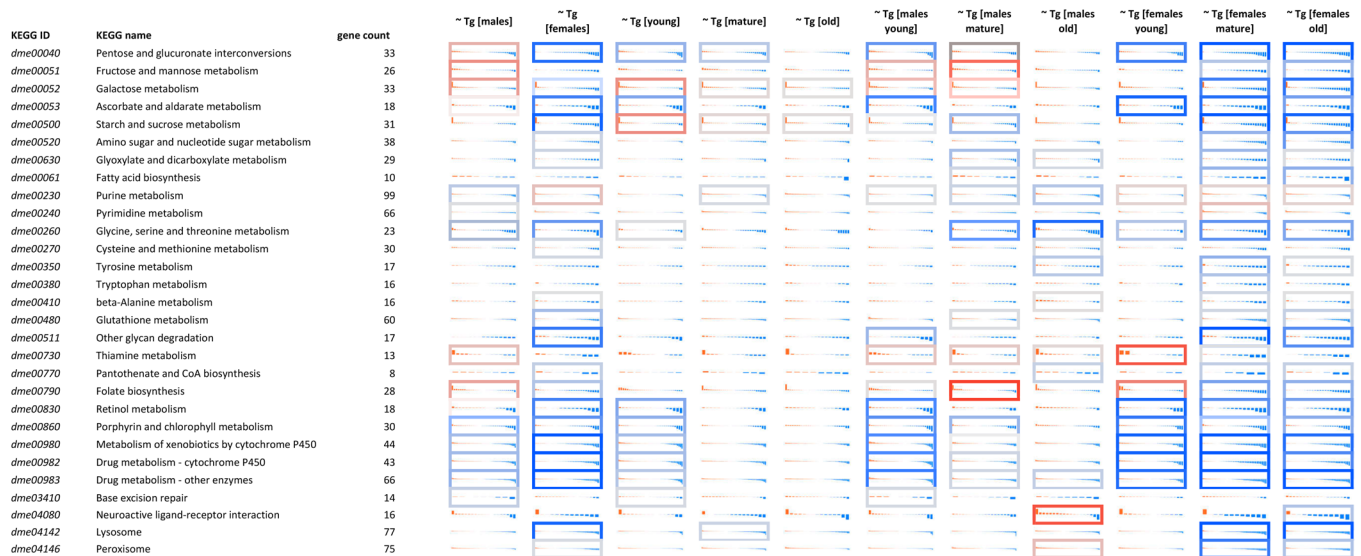 KEGG ID KEGG name gene count ~ Tg [males] ~ Tg [females] ~ Tg [young] ~ Tg [mature] ~ Tg [old] ~ Tg [males young] ~ Tg [males mature] ~ Tg [males old] ~ Tg [females young] ~ Tg [females mature] ~ Tg [females old]
dme00040 Pentose and glucuronate interconversions 33
dme00051 Fructose and mannose metabolism 26
dme00052 Galactose metabolism 33
dme00053 Ascorbate and aldarate metabolism 18
dme00500 Starch and sucrose metabolism 31
dme00520 Amino sugar and nucleotide sugar metabolism 38
dme00630 Glyoxylate and dicarboxylate metabolism 29
dme00061 Fatty acid biosynthesis 10
dme00230 Purine metabolism 99
dme00240 Pyrimidine metabolism 66
dme00260 Glycine, serine and threonine metabolism 23
dme00270 Cysteine and methionine metabolism 30
dme00350 Tyrosine metabolism 17
dme00380 Tryptophan metabolism 16
dme00410 beta-Alanine metabolism 16
dme00480 Glutathione metabolism 60
dme00511 Other glycan degradation 17
dme00730 Thiamine metabolism 13
dme00770 Pantothenate and CoA biosynthesis 8
dme00790 Folate biosynthesis 28
dme00830 Retinol metabolism 18
dme00860 Porphyrin and chlorophyll metabolism 30
dme00980 Metabolism of xenobiotics by cytochrome P450 44
dme00982 Drug metabolism - cytochrome P450 43
dme00983 Drug metabolism - other enzymes 66
dme03410 Base excision repair 14
dme04080 Neuroactive ligand-receptor interaction 16
dme04142 Lysosome 77
dme04146 Peroxisome 75